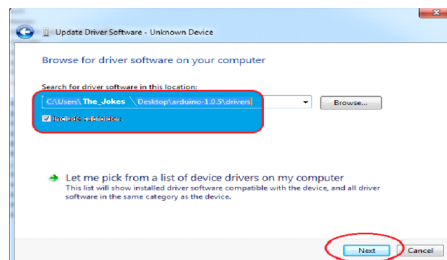 Update Driver Software - Unknown Device
Browse for driver software on your computer
Search for driver software in this location:
C:\Users\ The_Jokes \Desktop\arduino-1.0.5\drivers
Browse...
Include subfolders
Let me pick from a list of device drivers on my computer
This list will show installed driver software compatible with the device, and all driver
software in the same category as the device.
Next
Cancel